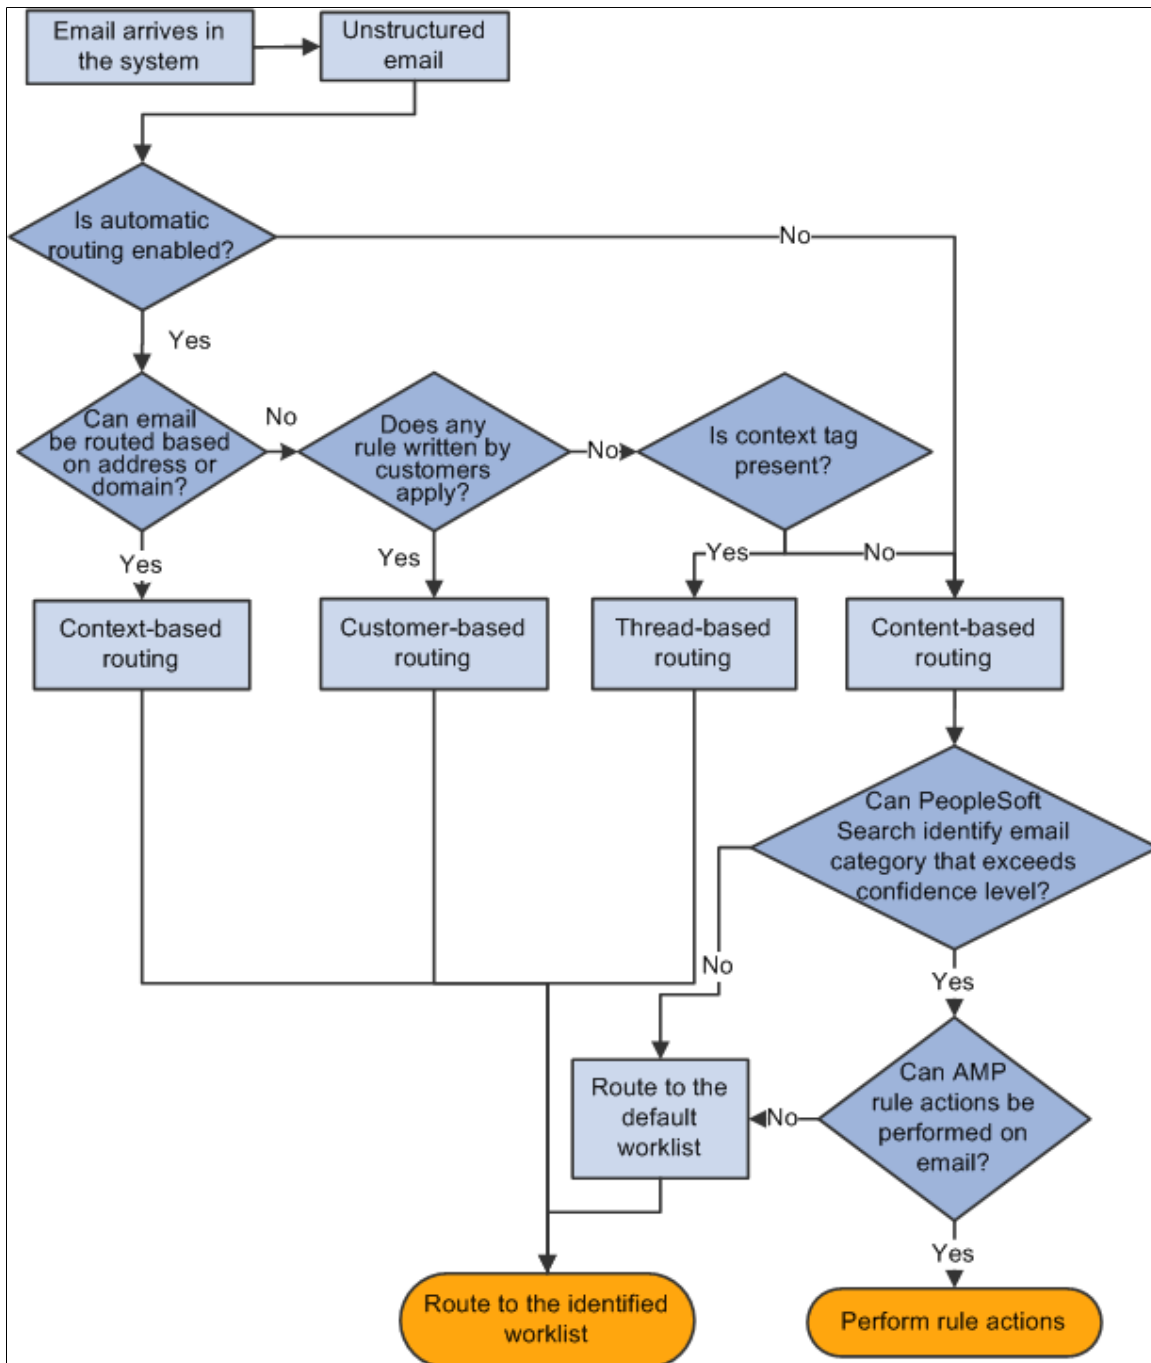 Email arrives in
the system
Unstructured
email
Is automatic
routing enabled?
No
Yes
Can email
be routed based
on address or
domain?
No
Does any
rule written by
customers
apply?
No
Is context tag
present?
Yes
Yes
Yes
No
Context-based
routing
Customer-based
routing
Thread-based
routing
Content-based
routing
Can PeopleSoft
Search identify email
category that exceeds
confidence level?
No
Yes
Route to the
default
worklist
No
Can AMP
rule actions be
performed on
email?
Yes
Route to the identified
worklist
Perform rule actions